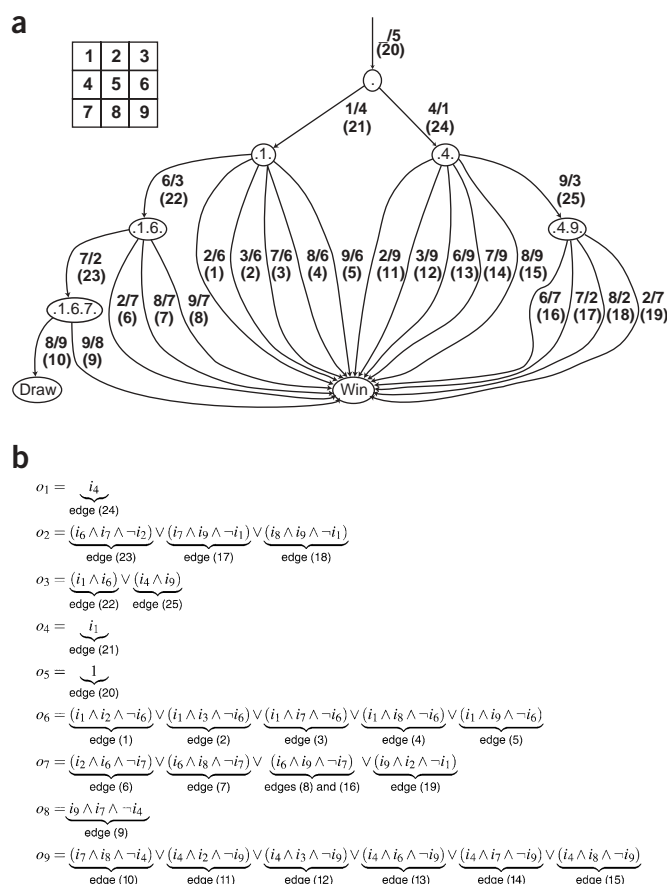 a
_/5
(20)
1 2 3
4 5 6
7 8 9
.
1/4
(21)
4/1
(24)
.1.
.4.
6/3
(22)
9/3
(25)
.1.6.
.4.9.
7/2
(23)
2/6 3/6 7/6 8/6 9/6 2/9 3/9 6/9 7/9 8/9
(1) (2) (3) (4) (5) (11) (12) (13) (14) (15)
2/7 8/7 9/7
(6) (7) (8)
6/7 7/2 8/2 2/7
(16) (17) (18) (19)
.1.6.7.
8/9 9/8
(10) (9)
Draw
Win
b
o₁ = i₄
edge (24)
o₂ = (i₆ ∧ i₇ ∧ ¬i₂) ∨ (i₇ ∧ i₉ ∧ ¬i₁) ∨ (i₈ ∧ i₉ ∧ ¬i₁)
edge (23) edge (17) edge (18)
o₃ = (i₁ ∧ i₆) ∨ (i₄ ∧ i₉)
edge (22) edge (25)
o₄ = i₁
edge (21)
o₅ = 1
edge (20)
o₆ = (i₁ ∧ i₂ ∧ ¬i₆) ∨ (i₁ ∧ i₃ ∧ ¬i₆) ∨ (i₁ ∧ i₇ ∧ ¬i₆) ∨ (i₁ ∧ i₈ ∧ ¬i₆) ∨ (i₁ ∧ i₉ ∧ ¬i₆)
edge (1) edge (2) edge (3) edge (4) edge (5)
o₇ = (i₂ ∧ i₆ ∧ ¬i₇) ∨ (i₆ ∧ i₈ ∧ ¬i₇) ∨ (i₆ ∧ i₉ ∧ ¬i₇) ∨ (i₉ ∧ i₂ ∧ ¬i₁)
edge (6) edge (7) edges (8) and (16) edge (19)
o₈ = i₉ ∧ i₇ ∧ ¬i₄
edge (9)
o₉ = (i₇ ∧ i₈ ∧ ¬i₄) ∨ (i₄ ∧ i₂ ∧ ¬i₉) ∨ (i₄ ∧ i₃ ∧ ¬i₉) ∨ (i₄ ∧ i₆ ∧ ¬i₉) ∨ (i₄ ∧ i₇ ∧ ¬i₉) ∨ (i₄ ∧ i₈ ∧ ¬i₉)
edge (10) edge (11) edge (12) edge (13) edge (14) edge (15)